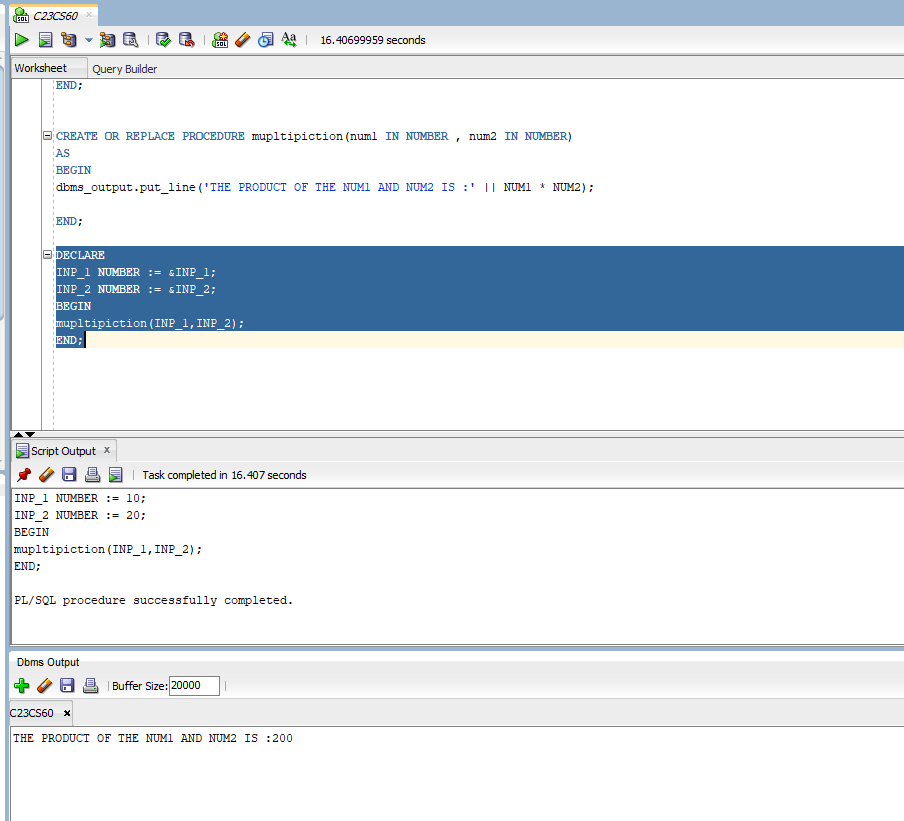 C23CS60
16.40699959 seconds
Worksheet Query Builder
END;
CREATE OR REPLACE PROCEDURE mupltipiction(num1 IN NUMBER , num2 IN NUMBER)
AS
BEGIN
dbms_output.put_line('THE PRODUCT OF THE NUM1 AND NUM2 IS :' || NUM1 * NUM2);
END;
DECLARE
INP_1 NUMBER := &INP_1;
INP_2 NUMBER := &INP_2;
BEGIN
mupltipiction(INP_1,INP_2);
END;
Script Output
Task completed in 16.407 seconds
INP_1 NUMBER := 10;
INP_2 NUMBER := 20;
BEGIN
mupltipiction(INP_1,INP_2);
END;
PL/SQL procedure successfully completed.
Dbms Output
Buffer Size: 20000
C23CS60
THE PRODUCT OF THE NUM1 AND NUM2 IS :200